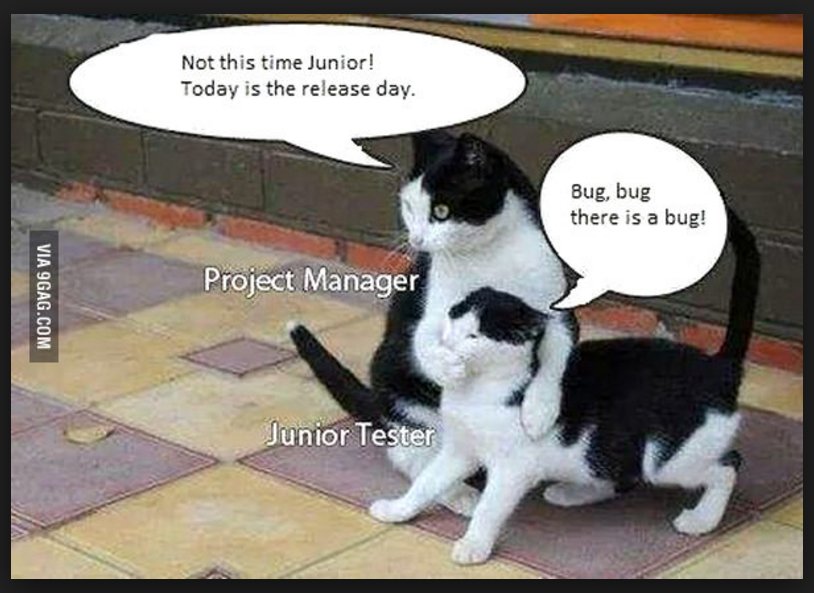 Not this time Junior!
Today is the release day.
Bug, bug
there is a bug!
Project Manager
Junior Tester
VIA 9GAG.COM